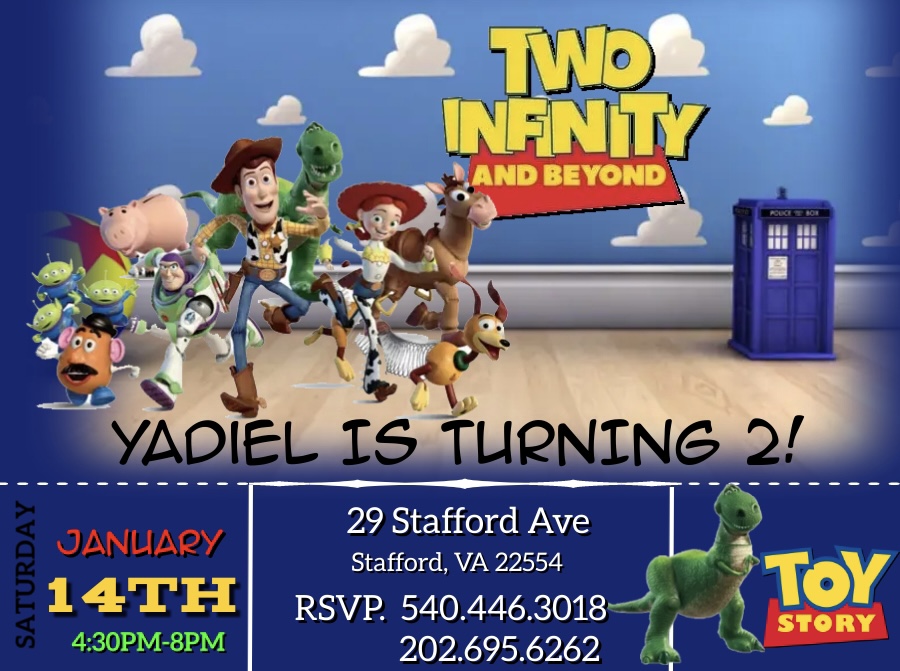 TWO
INFINITY
AND BEYOND
POLICE BOX
YADIEL IS TURNING 2!
SATURDAY
JANUARY
14TH
4:30PM-8PM
29 Stafford Ave
Stafford, VA 22554
RSVP. 540.446.3018
202.695.6262
TOY
STORY